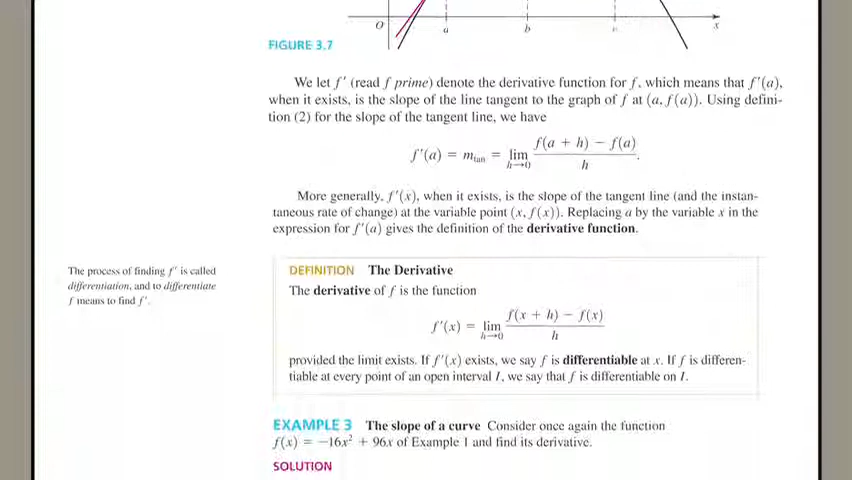 O
a
b
x
FIGURE 3.7
We let f′ (read f prime) denote the derivative function for f, which means that f′(a),
when it exists, is the slope of the line tangent to the graph of f at (a, f(a)). Using defini-
tion (2) for the slope of the tangent line, we have
f′(a) = mtan = lim h→0 f(a + h) − f(a) / h.
More generally, f′(x), when it exists, is the slope of the tangent line (and the instan-
taneous rate of change) at the variable point (x, f(x)). Replacing a by the variable x in the
expression for f′(a) gives the definition of the derivative function.
The process of finding f′ is called
differentiation, and to differentiate
f means to find f′.
DEFINITION The Derivative
The derivative of f is the function
f′(x) = lim h→0 f(x + h) − f(x) / h
provided the limit exists. If f′(x) exists, we say f is differentiable at x. If f is differen-
tiable at every point of an open interval I, we say that f is differentiable on I.
EXAMPLE 3 The slope of a curve Consider once again the function
f(x) = −16x² + 96x of Example 1 and find its derivative.
SOLUTION